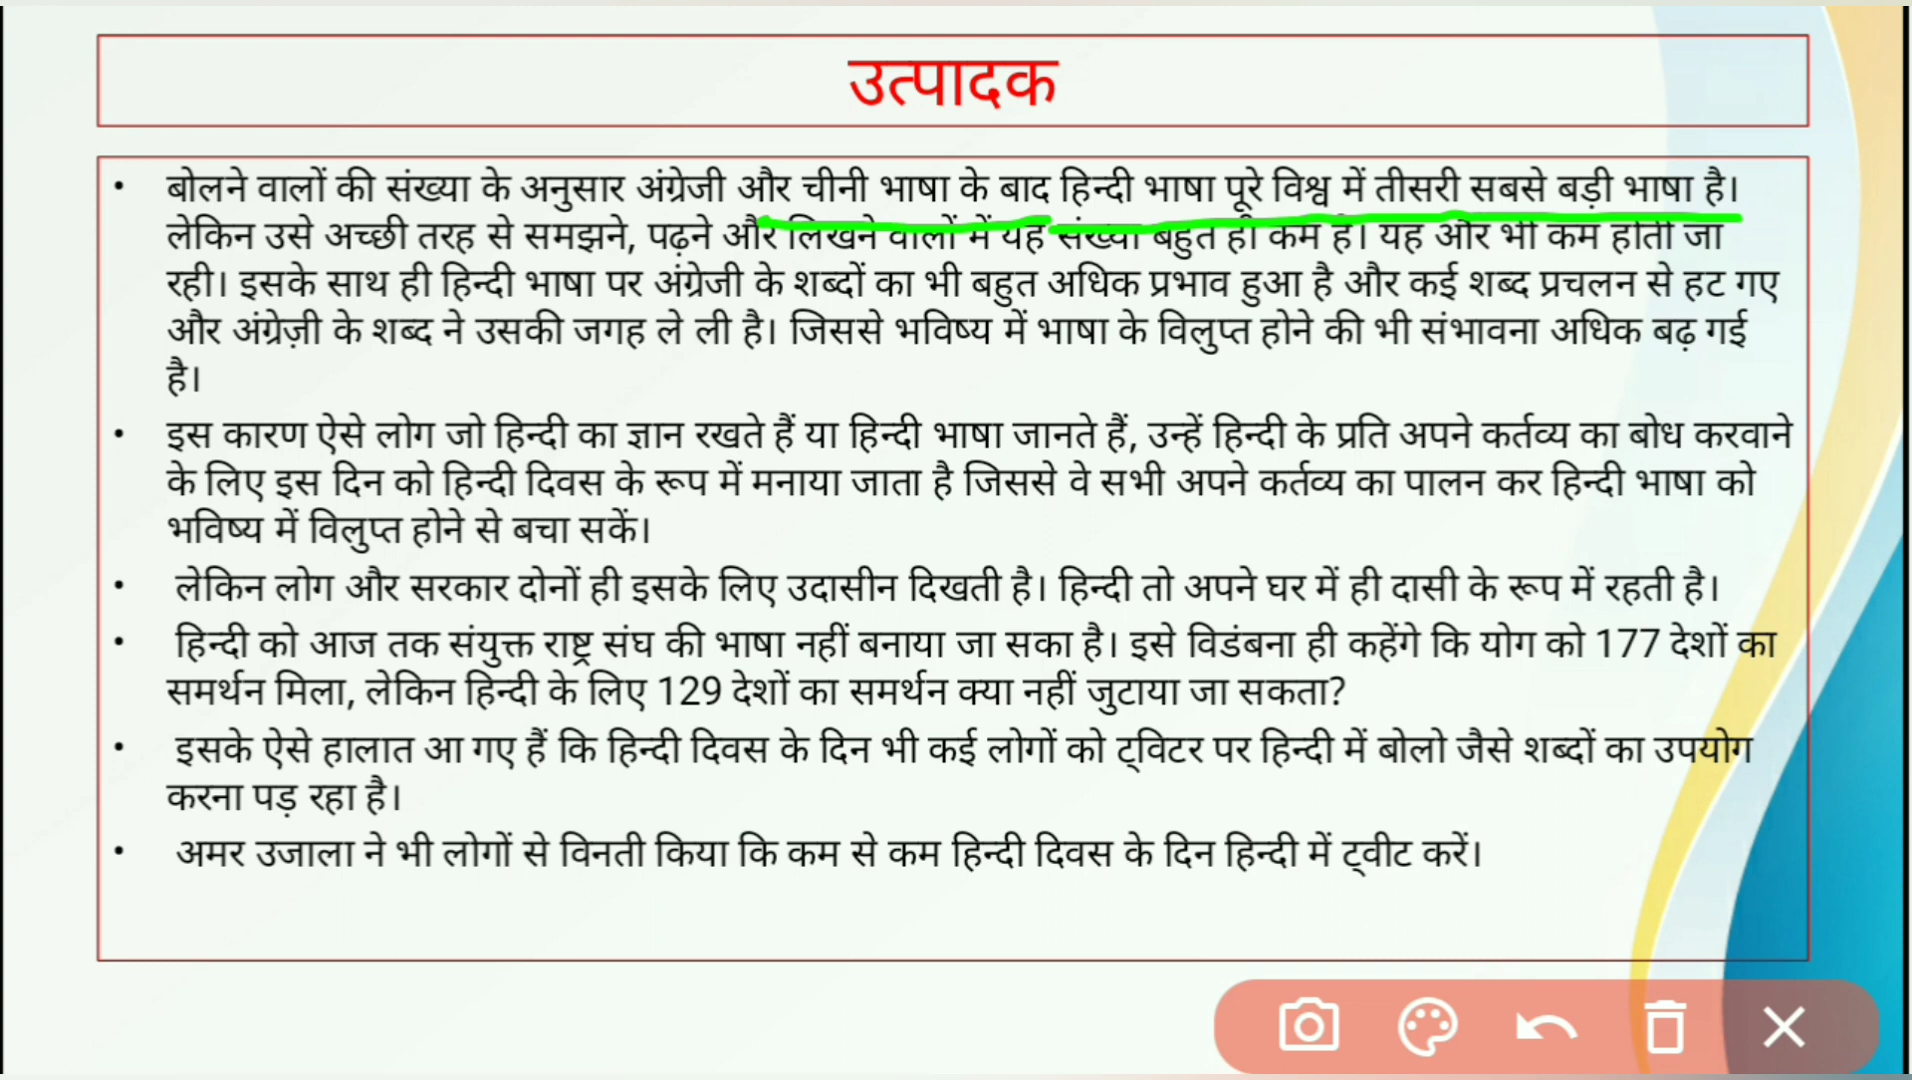 उत्पादक
• बोलने वालों की संख्या के अनुसार अंग्रेजी और चीनी भाषा के बाद हिन्दी भाषा पूरे विश्व में तीसरी सबसे बड़ी भाषा है।
लेकिन उसे अच्छी तरह से समझने, पढ़ने और लिखने वालों में यह संख्या बहुत ही कम है। यह और भी कम होती जा
रही। इसके साथ ही हिन्दी भाषा पर अंग्रेजी के शब्दों का भी बहुत अधिक प्रभाव हुआ है और कई शब्द प्रचलन से हट गए
और अंग्रेज़ी के शब्द ने उसकी जगह ले ली है। जिससे भविष्य में भाषा के विलुप्त होने की भी संभावना अधिक बढ़ गई
है।
• इस कारण ऐसे लोग जो हिन्दी का ज्ञान रखते हैं या हिन्दी भाषा जानते हैं, उन्हें हिन्दी के प्रति अपने कर्तव्य का बोध करवाने
के लिए इस दिन को हिन्दी दिवस के रूप में मनाया जाता है जिससे वे सभी अपने कर्तव्य का पालन कर हिन्दी भाषा को
भविष्य में विलुप्त होने से बचा सकें।
• लेकिन लोग और सरकार दोनों ही इसके लिए उदासीन दिखती है। हिन्दी तो अपने घर में ही दासी के रूप में रहती है।
• हिन्दी को आज तक संयुक्त राष्ट्र संघ की भाषा नहीं बनाया जा सका है। इसे विडंबना ही कहेंगे कि योग को 177 देशों का
समर्थन मिला, लेकिन हिन्दी के लिए 129 देशों का समर्थन क्या नहीं जुटाया जा सकता?
• इसके ऐसे हालात आ गए हैं कि हिन्दी दिवस के दिन भी कई लोगों को ट्विटर पर हिन्दी में बोलो जैसे शब्दों का उपयोग
करना पड़ रहा है।
• अमर उजाला ने भी लोगों से विनती किया कि कम से कम हिन्दी दिवस के दिन हिन्दी में ट्वीट करें।